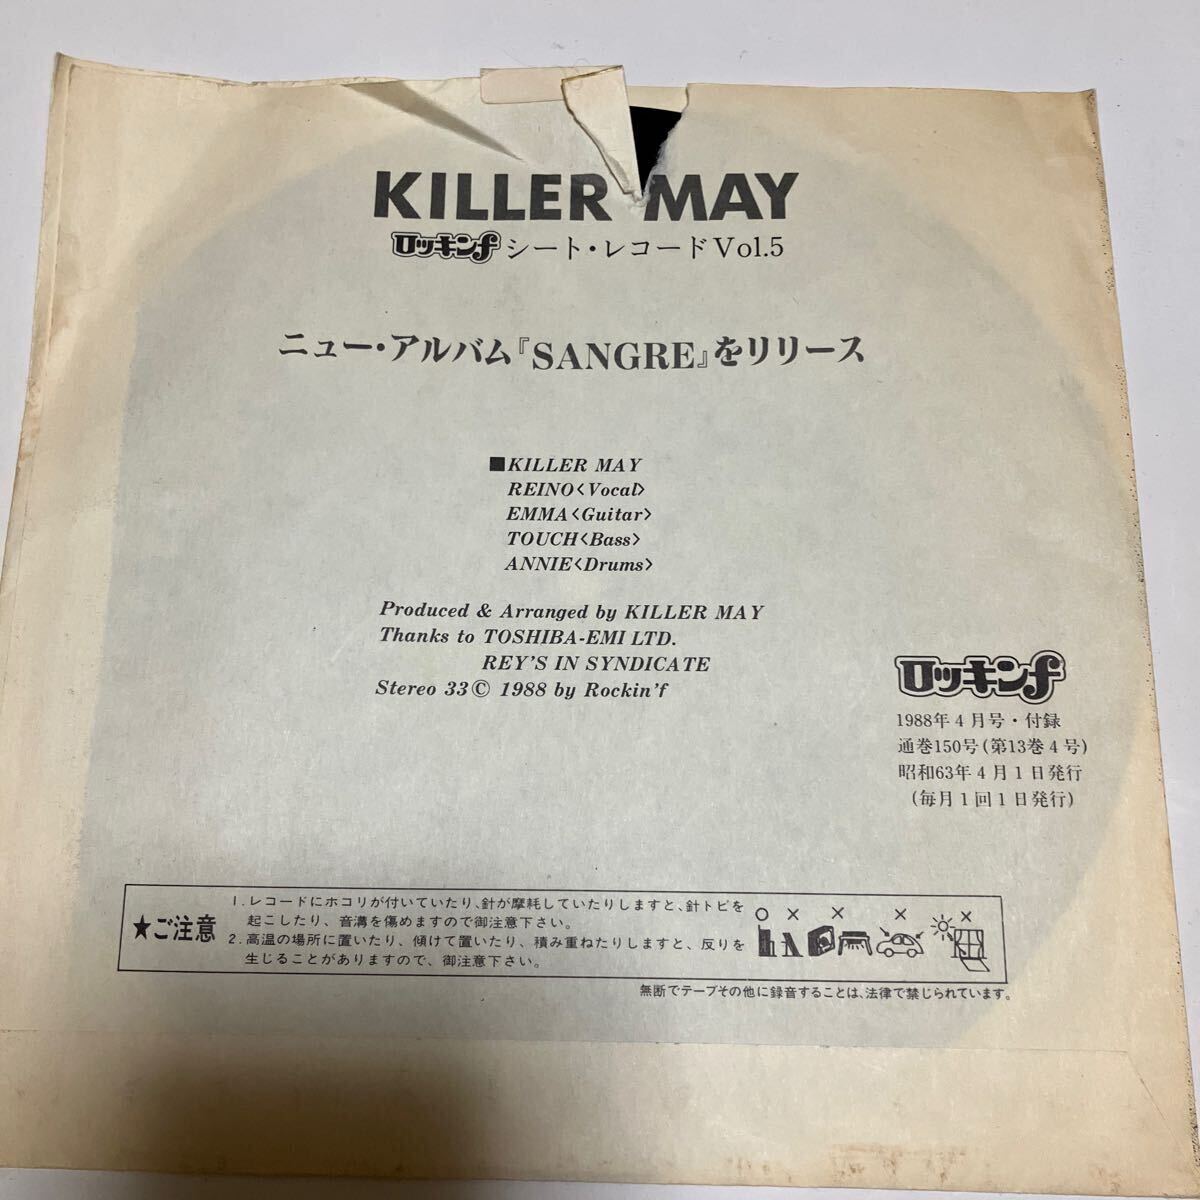 KILLER MAY
ロッキンf シート・レコードVol.5
ニュー・アルバム『SANGRE』をリリース
■KILLER MAY
REINO<Vocal>
EMMA<Guitar>
TOUCH<Bass>
ANNIE<Drums>
Produced & Arranged by KILLER MAY
Thanks to TOSHIBA-EMI LTD.
REY'S IN SYNDICATE
Stereo 33© 1988 by Rockin'f
ロッキンf
1988年4月号・付録
通巻150号(第13巻4号)
昭和63年4月1日発行
(毎月1回1日発行)
★ご注意
1.レコードにホコリが付いていたり、針が摩耗していたりしますと、針トビを
起こしたり、音溝を傷めますので御注意下さい。
2.高温の場所に置いたり、傾けて置いたり、積み重ねたりしますと、反りを
生じることがありますので、御注意下さい。
○ × × × ×
無断でテープその他に録音することは、法律で禁じられています。